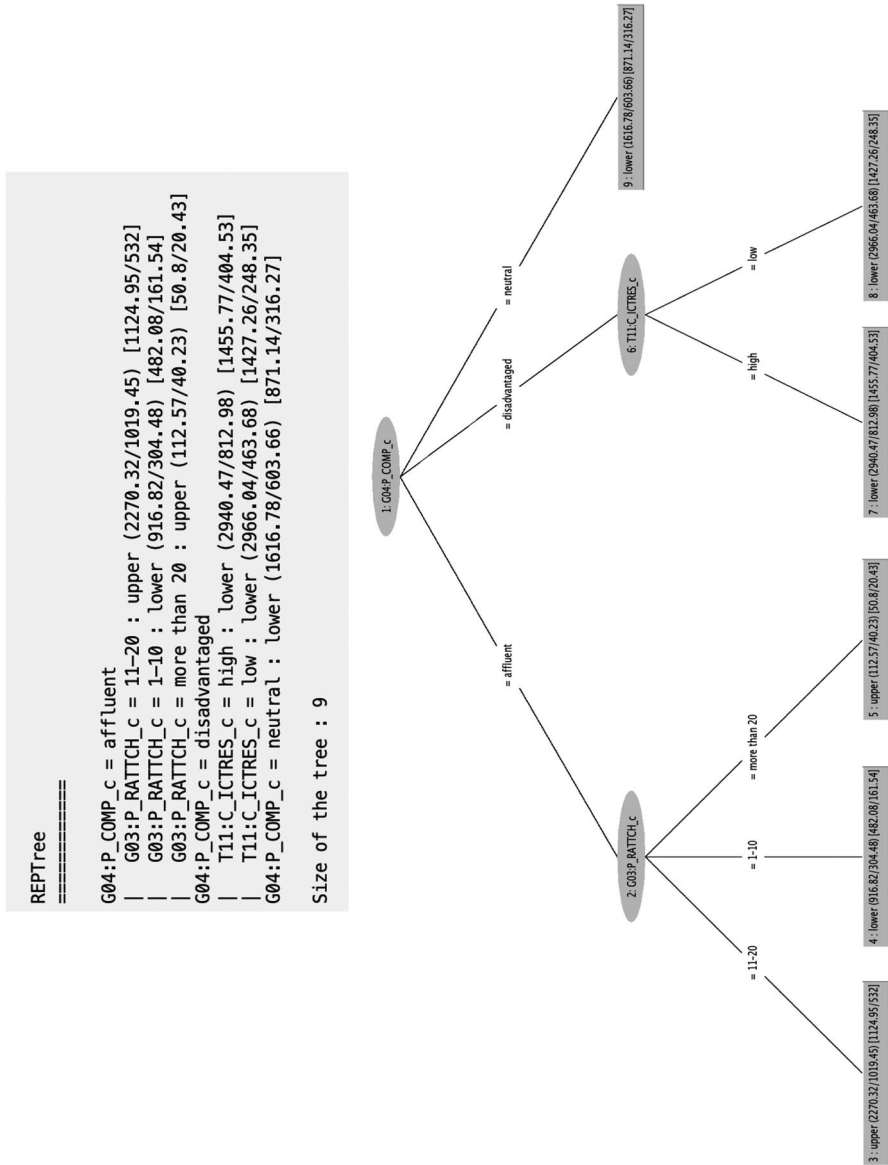 REPTree
============
G04:P_COMP_c = affluent
|   G03:P_RATTCH_c = 11-20 : upper (2270.32/1019.45) [1124.95/532]
|   G03:P_RATTCH_c = 1-10 : lower (916.82/304.48) [482.08/161.54]
|   G03:P_RATTCH_c = more than 20 : upper (112.57/40.23) [50.8/20.43]
G04:P_COMP_c = disadvantaged
|   T11:C_ICTRES_c = high : lower (2940.47/812.98) [1455.77/404.53]
|   T11:C_ICTRES_c = low : lower (2966.04/463.68) [1427.26/248.35]
G04:P_COMP_c = neutral : lower (1616.78/603.66) [871.14/316.27]
Size of the tree : 9
1: G04:P_COMP_c
= affluent
= disadvantaged
= neutral
2: G03:P_RATTCH_c
6: T11:C_ICTRES_c
9 : lower (1616.78/603.66) [871.14/316.27]
= 11-20
= 1-10
= more than 20
= high
= low
3 : upper (2270.32/1019.45) [1124.95/532]
4 : lower (916.82/304.48) [482.08/161.54]
5 : upper (112.57/40.23) [50.8/20.43]
7 : lower (2940.47/812.98) [1455.77/404.53]
8 : lower (2966.04/463.68) [1427.26/248.35]